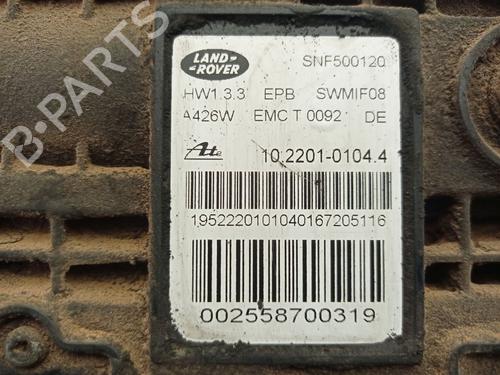 LAND ROVER
SNF500120
HW1.3.3 EPB SWMIF08
A426W EMC T 0092 DE
Ate 10.2201-0104.4
1952220101040167205116
002558700319
B-PARTS